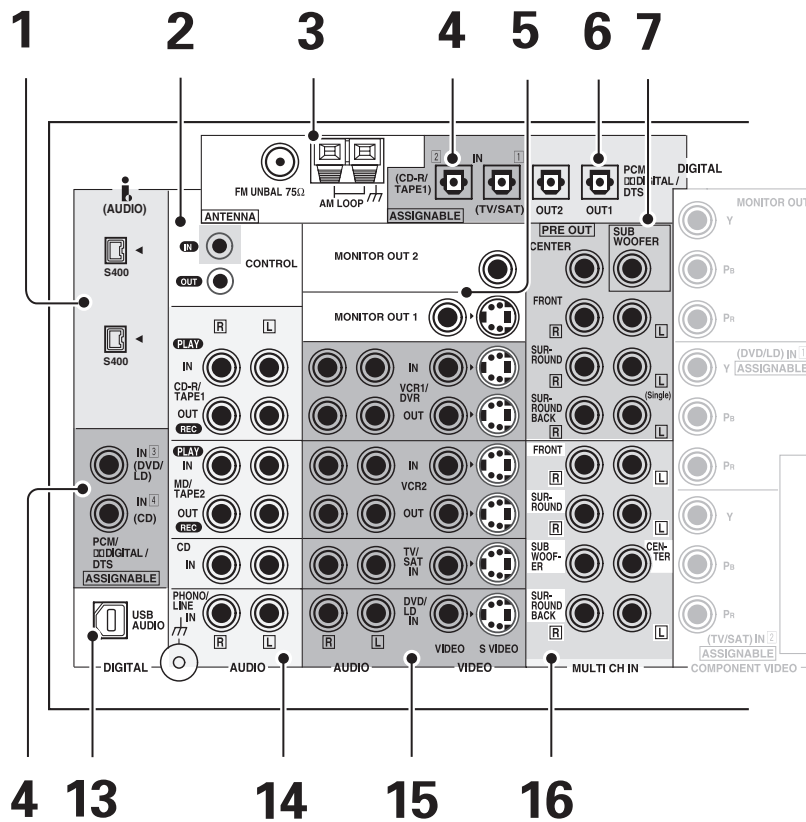 1 2 3 4 5 6 7
i
(AUDIO)
S400
S400
FM UNBAL 75Ω
AM LOOP
ANTENNA
2 IN 1
(CD-R/
TAPE1)
(TV/SAT)
ASSIGNABLE
OUT2
OUT1
PCM/
DIGITAL /
DTS
DIGITAL
IN
OUT
CONTROL
MONITOR OUT 2
MONITOR OUT 1
PRE OUT
CENTER
SUB
WOOFER
FRONT
R L
SUR-
ROUND
R L
SUR-
ROUND
BACK
R
(Single)
L
R L
PLAY
IN
CD-R/
TAPE1
OUT
REC
PLAY
IN
MD/
TAPE2
OUT
REC
CD
IN
PHONO/
LINE
IN
R L
AUDIO
IN
VCR1/
DVR
OUT
IN
VCR2
OUT
TV/
SAT
IN
DVD/
LD
IN
R L
AUDIO
VIDEO S VIDEO
VIDEO
FRONT
R L
SUR-
ROUND
R L
SUB
WOOF-
ER
CEN-
TER
SUR-
ROUND
BACK
R L
MULTI CH IN
IN 3
(DVD/
LD)
IN 4
(CD)
PCM/
DIGITAL /
DTS
ASSIGNABLE
USB
AUDIO
DIGITAL
MONITOR OUT
Y
PB
PR
(DVD/LD) IN 1
Y ASSIGNABLE
PB
PR
Y
PB
PR
(TV/SAT) IN 2
ASSIGNABLE
COMPONENT VIDEO
4 13 14 15 16